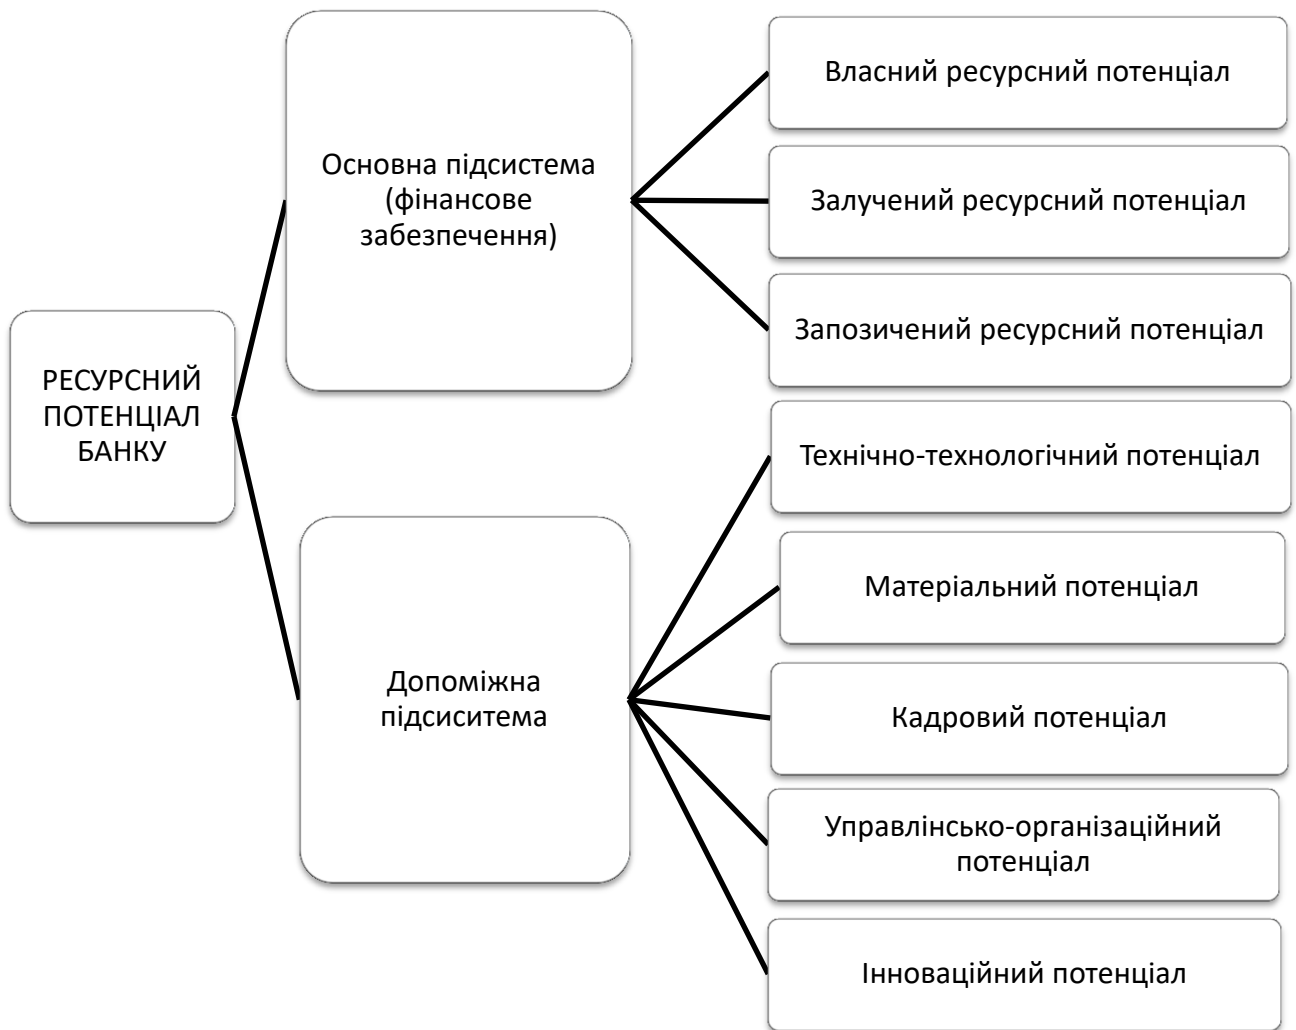 РЕСУРСНИЙ
ПОТЕНЦІАЛ
БАНКУ
Основна підсистема
(фінансове
забезпечення)
Власний ресурсний потенціал
Залучений ресурсний потенціал
Запозичений ресурсний потенціал
Допоміжна
підсиситема
Технічно-технологічний потенціал
Матеріальний потенціал
Кадровий потенціал
Управлінсько-організаційний
потенціал
Інноваційний потенціал